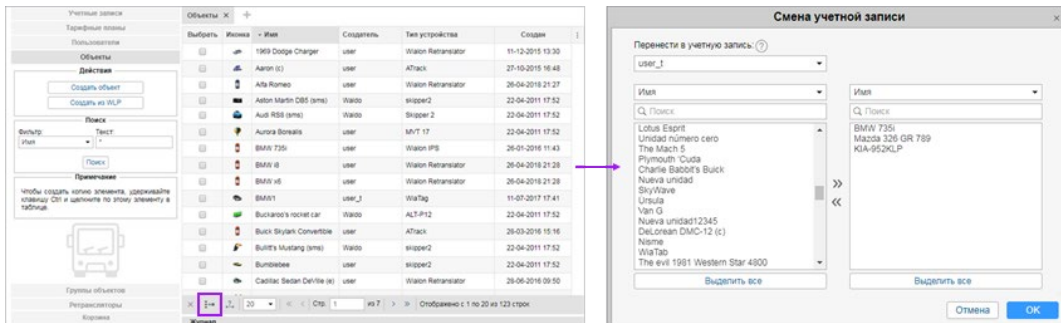 Учетные записи
Тарифные планы
Пользователи
Объекты
Действия
Создать объект
Создать из WLP
Поиск
Фильтр: Текст:
Имя *
Поиск
Примечание
Чтобы создать копию элемента, удерживайте
клавишу Ctrl и щелкните по этому элементу в
таблице.
Группы объектов
Ретрансляторы
Корзина
Объекты × +
Выбрать Иконка Имя Создатель Тип устройства Создан
1969 Dodge Charger user Wialon Retranslator 11-12-2015 13:30
Aaron (c) user ATrack 27-10-2015 16:48
Alfa Romeo user Wialon Retranslator 26-04-2018 21:27
Aston Martin DB5 (sms) Waldo skipper2 22-04-2011 17:52
Audi RS6 (sms) Waldo Skipper 2 22-04-2011 17:52
Aurora Borealis user MVT 17 22-04-2011 17:52
BMW 735i user Wialon IPS 26-01-2016 11:43
BMW i8 user Wialon Retranslator 26-04-2018 21:28
BMW x6 user Wialon Retranslator 26-04-2018 21:28
BMW1 user_t WiaTag 11-07-2017 17:41
Buckaroo's rocket car Waldo ALT-P12 22-04-2011 17:52
Buick Skylark Convertible user ATrack 28-03-2016 15:16
Bullitt's Mustang (sms) Waldo skipper2 22-04-2011 17:52
Bumblebee user skipper2 22-04-2011 17:52
Cadillac Sedan DeVille (e) user Wialon Retranslator 28-06-2016 09:50
20 « < Стр. 1 из 7 > » Отображено с 1 по 20 из 123 строк
Журнал
Смена учетной записи
Перенести в учетную запись: ?
user_t
Имя
Поиск
Lotus Esprit
Unidad número cero
The Mach 5
Plymouth 'Cuda
Charlie Babbit's Buick
Nueva unidad
SkyWave
Ursula
Van G
Nueva unidad12345
DeLorean DMC-12 (c)
Nisme
WiaTab
The evil 1981 Western Star 4800
Выделить все
»
«
Имя
Поиск
BMW 735i
Mazda 326 GR 789
KIA-952KLP
Выделить все
Отмена OK